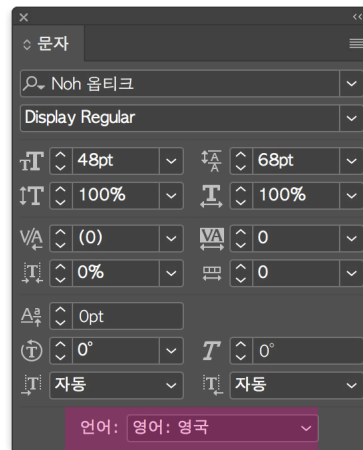 문자
Noh 옵티크
Display Regular
48pt 68pt
100% 100%
(0) 0
0% 0
0pt
0° 0°
자동 자동
언어: 영어: 영국